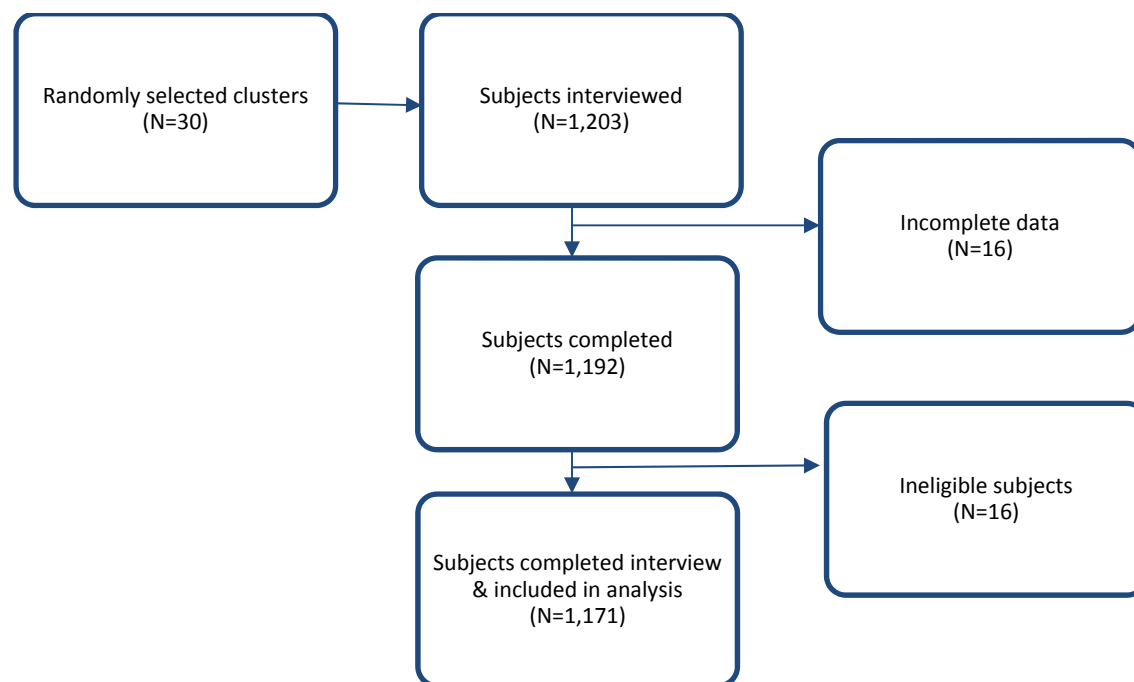 Randomly selected clusters
(N=30)
Subjects interviewed
(N=1,203)
Incomplete data
(N=16)
Subjects completed
(N=1,192)
Ineligible subjects
(N=16)
Subjects completed interview
& included in analysis
(N=1,171)